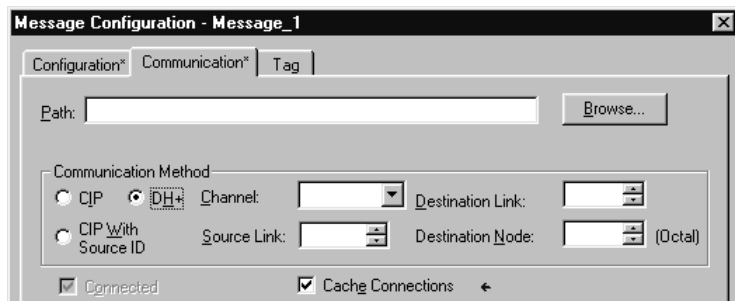 Message Configuration - Message_1
Configuration* Communication* Tag
Path: Browse...
Communication Method
CIP DH+ Channel: Destination Link:
CIP With
Source ID Source Link: Destination Node: (Octal)
Connected Cache Connections ←